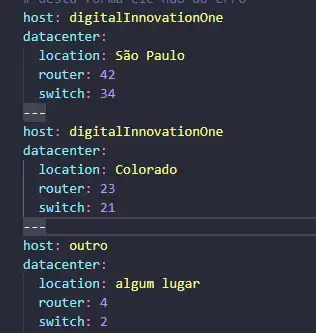 # desta forma ele não da erro
host: digitalInnovationOne
datacenter:
  location: São Paulo
  router: 42
  switch: 34
---
host: digitalInnovationOne
datacenter:
  location: Colorado
  router: 23
  switch: 21
---
host: outro
datacenter:
  location: algum lugar
  router: 4
  switch: 2